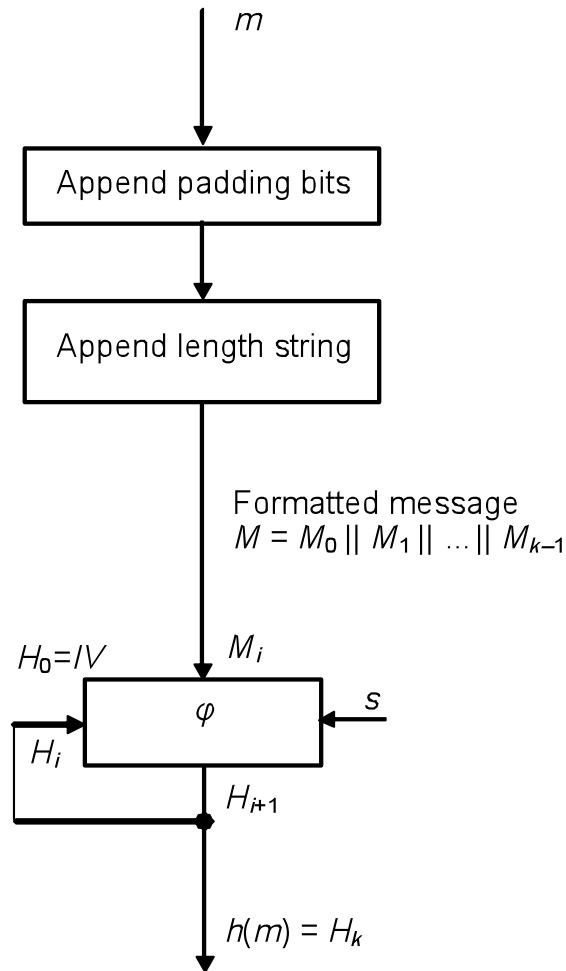 m
Append padding bits
Append length string
Formatted message
M = M₀ || M₁ || ... || Mₖ₋₁
H₀=IV
Mᵢ
φ
s
Hᵢ
Hᵢ₊₁
h(m) = Hₖ